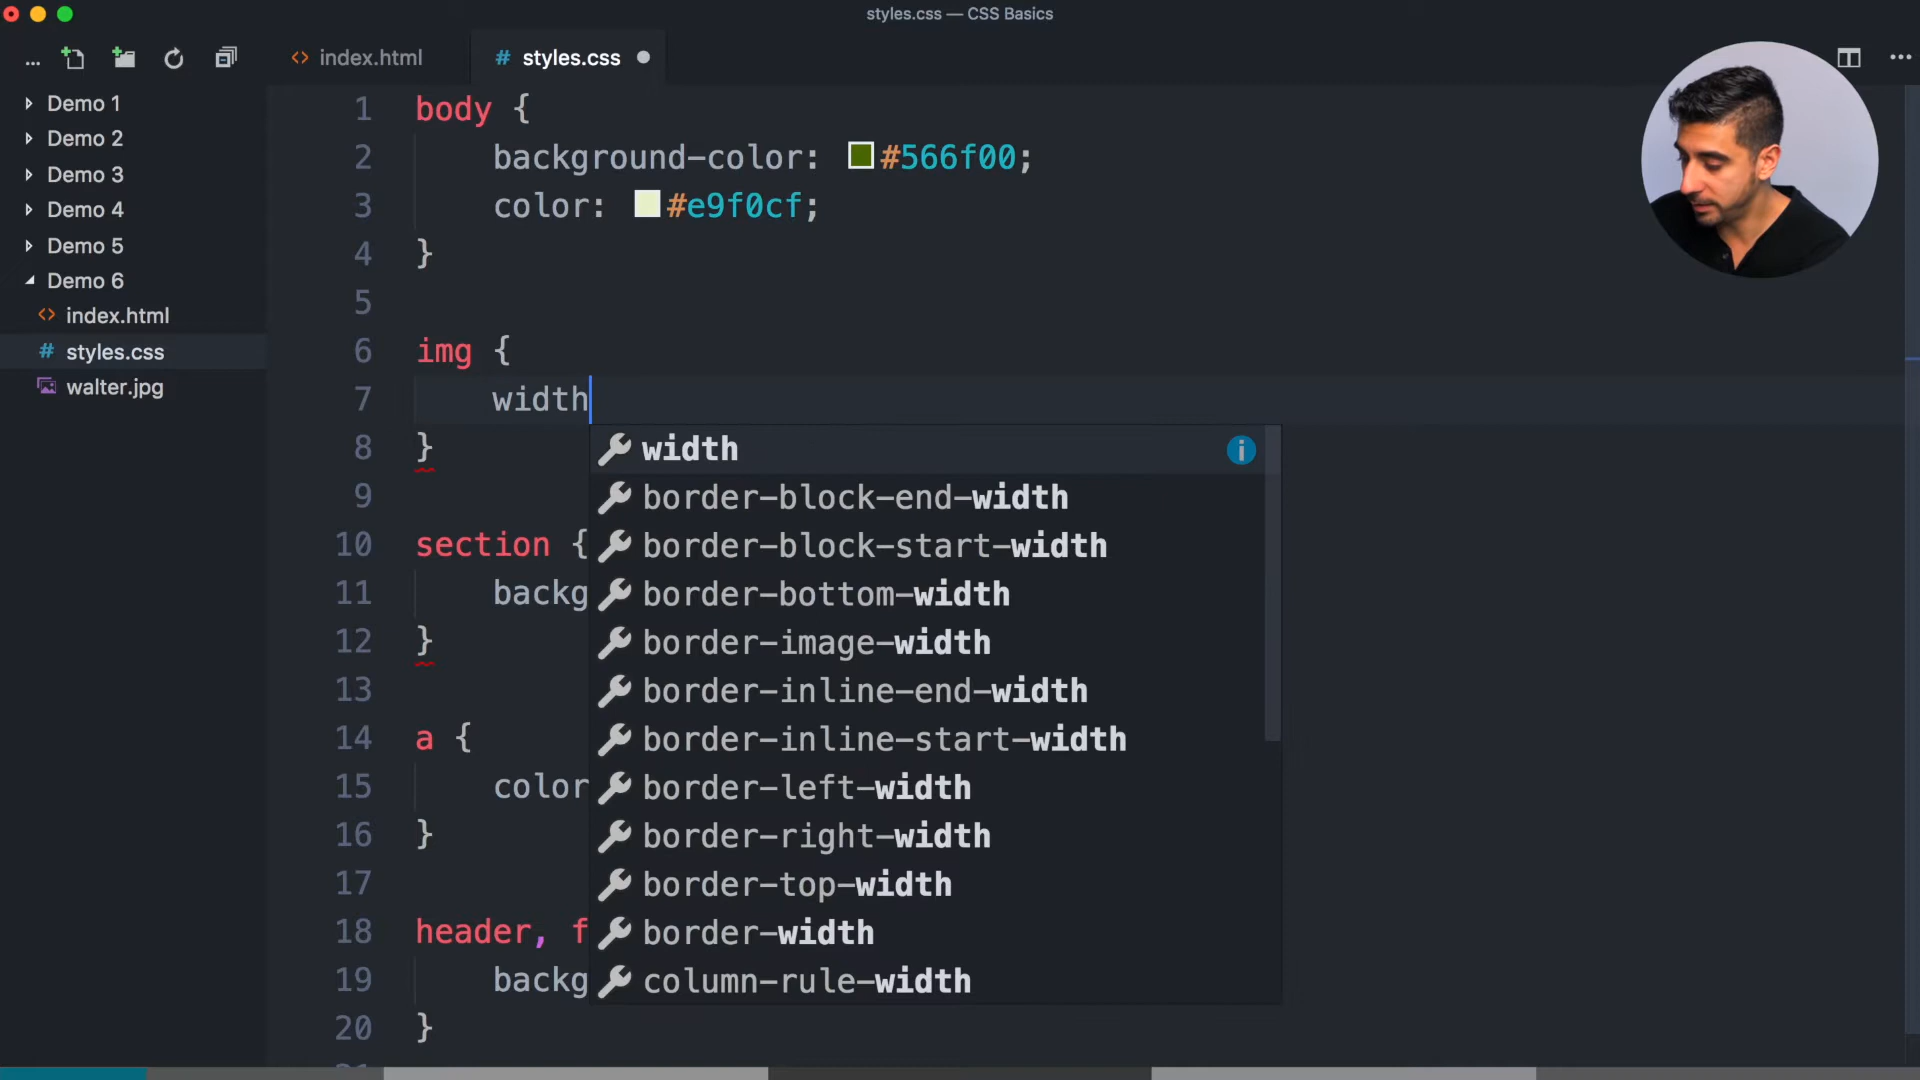 styles.css — CSS Basics
...
index.html
# styles.css
Demo 1
Demo 2
Demo 3
Demo 4
Demo 5
Demo 6
index.html
# styles.css
walter.jpg
1 body {
2 background-color: #566f00;
3 color: #e9f0cf;
4 }
5
6 img {
7 width
8 }
9
10 section {
11 backg
12 }
13
14 a {
15 color
16 }
17
18 header, f
19 backg
20 }
width
border-block-end-width
border-block-start-width
border-bottom-width
border-image-width
border-inline-end-width
border-inline-start-width
border-left-width
border-right-width
border-top-width
border-width
column-rule-width